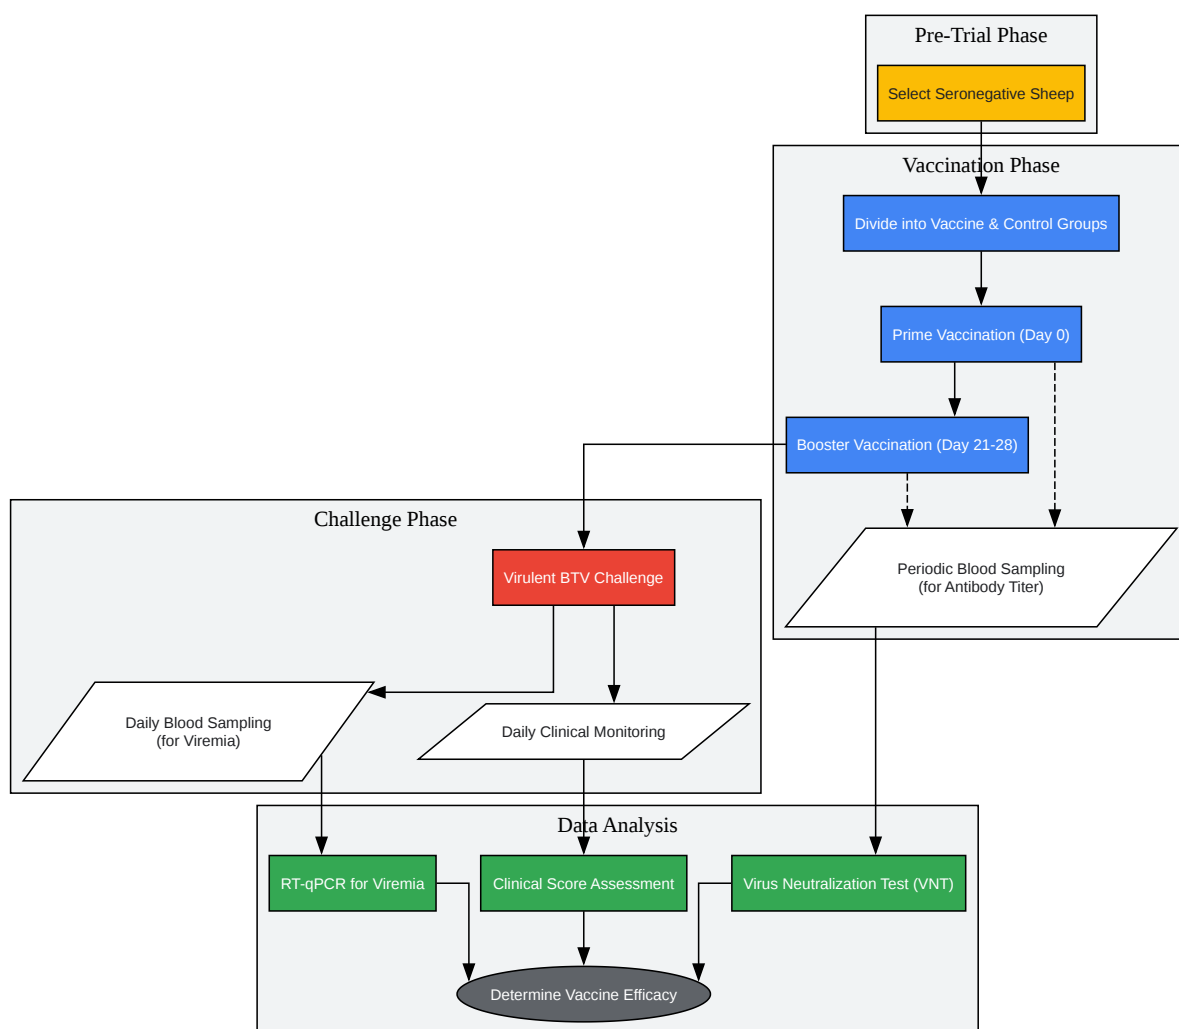 Pre-Trial Phase
Select Seronegative Sheep
Vaccination Phase
Divide into Vaccine & Control Groups
Prime Vaccination (Day 0)
Booster Vaccination (Day 21-28)
Periodic Blood Sampling
(for Antibody Titer)
Challenge Phase
Virulent BTV Challenge
Daily Blood Sampling
(for Viremia)
Daily Clinical Monitoring
Data Analysis
RT-qPCR for Viremia
Clinical Score Assessment
Virus Neutralization Test (VNT)
Determine Vaccine Efficacy